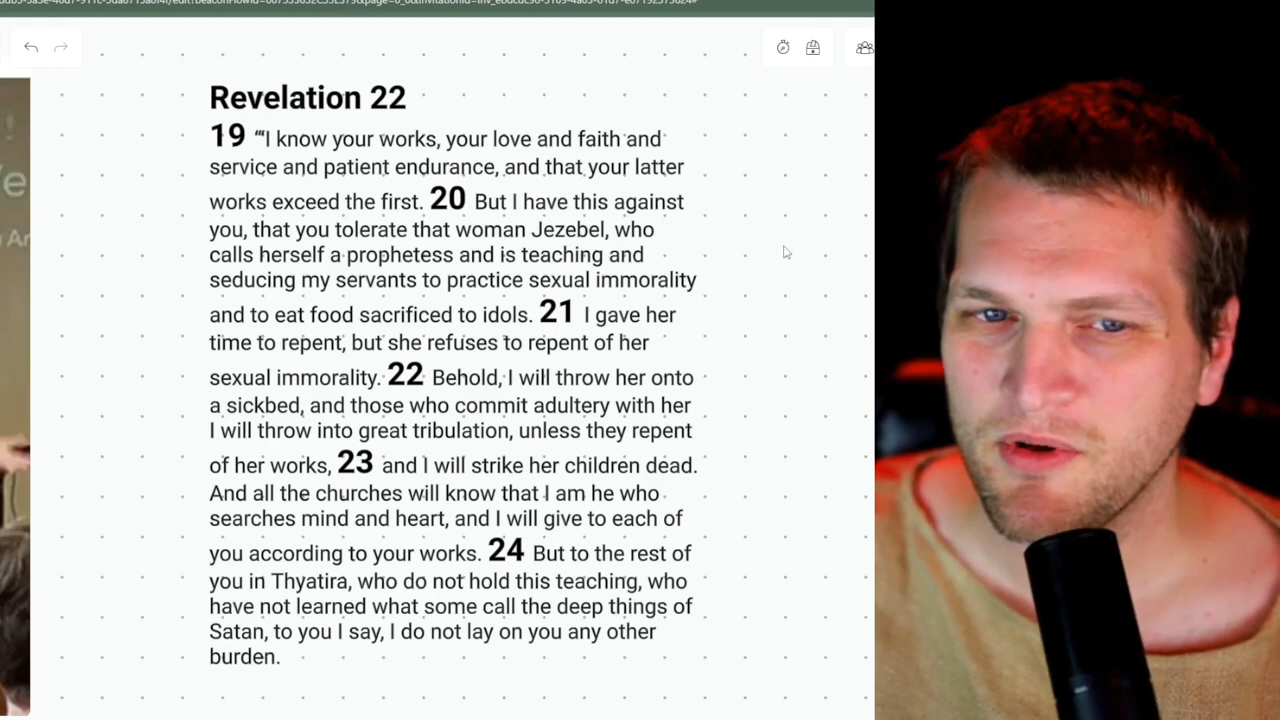 Revelation 22
19 “‘I know your works, your love and faith and
service and patient endurance, and that your latter
works exceed the first. 20 But I have this against
you, that you tolerate that woman Jezebel, who
calls herself a prophetess and is teaching and
seducing my servants to practice sexual immorality
and to eat food sacrificed to idols. 21 I gave her
time to repent, but she refuses to repent of her
sexual immorality. 22 Behold, I will throw her onto
a sickbed, and those who commit adultery with her
I will throw into great tribulation, unless they repent
of her works, 23 and I will strike her children dead.
And all the churches will know that I am he who
searches mind and heart, and I will give to each of
you according to your works. 24 But to the rest of
you in Thyatira, who do not hold this teaching, who
have not learned what some call the deep things of
Satan, to you I say, I do not lay on you any other
burden.